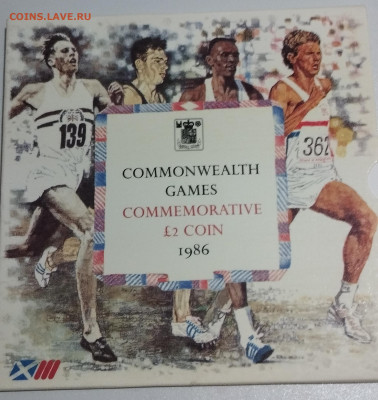 COINS.LAVE.RU
139
362
COMMONWEALTH
GAMES
COMMEMORATIVE
£2 COIN
1986